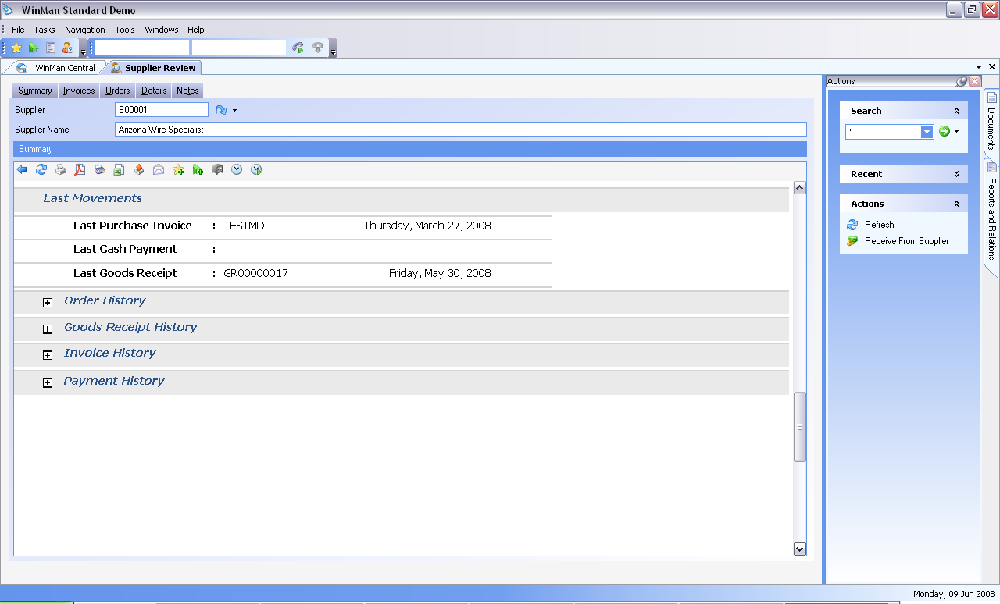 WinMan Standard Demo
File Tasks Navigation Tools Windows Help
WinMan Central Supplier Review
Summary Invoices Orders Details Notes
Supplier S00001
Supplier Name Arizona Wire Specialist
Summary
Last Movements
Last Purchase Invoice : TESTMD Thursday, March 27, 2008
Last Cash Payment :
Last Goods Receipt : GR00000017 Friday, May 30, 2008
Order History
Goods Receipt History
Invoice History
Payment History
Actions
Search
*
Recent
Actions
Refresh
Receive From Supplier
Documents
Reports and Relations
Monday, 09 Jun 2008